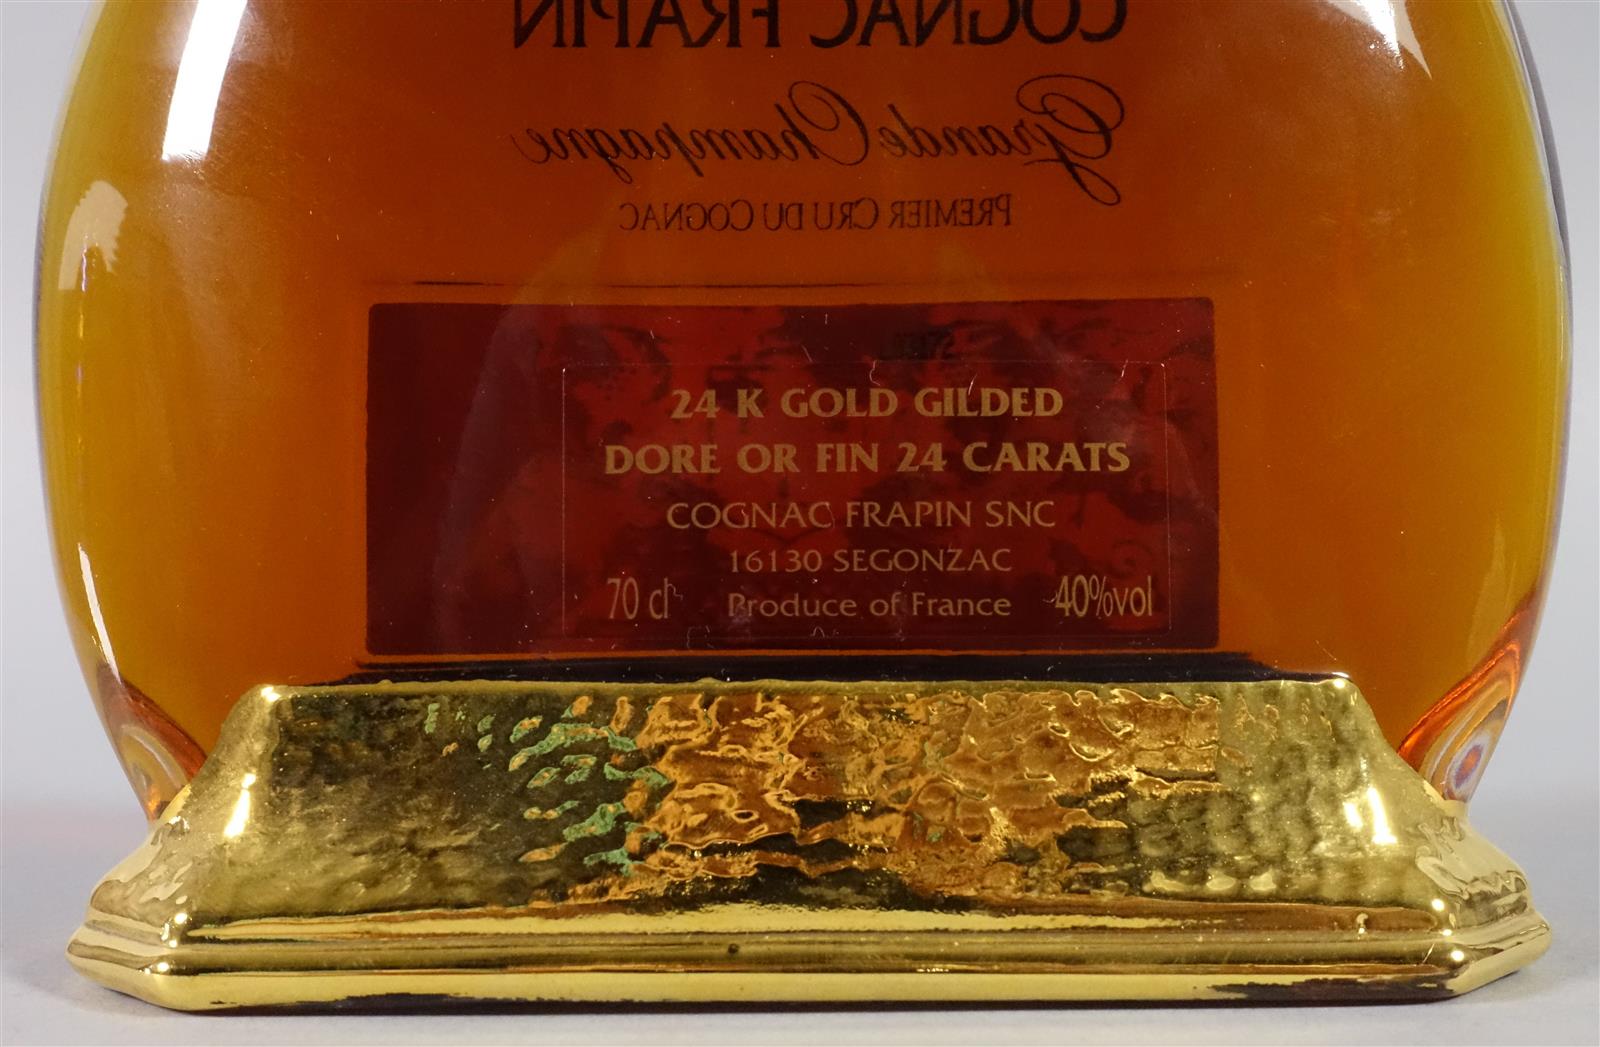 COGNAC FRAPIN
Grande Champagne
PREMIER CRU DU COGNAC
24 K GOLD GILDED
DORE OR FIN 24 CARATS
COGNAC FRAPIN SNC
16130 SEGONZAC
70 cl Produce of France 40%vol